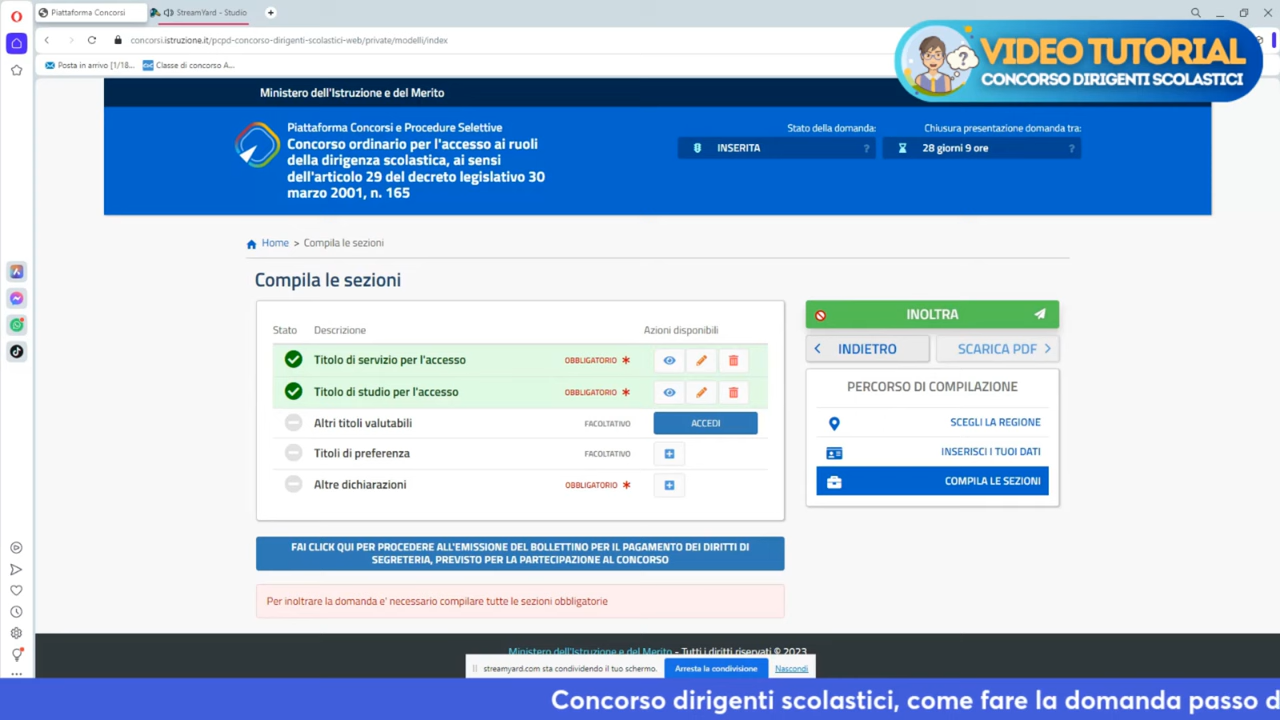 Piattaforma Concorsi
StreamYard - Studio
concorsi.istruzione.it/pcpd-concorso-dirigenti-scolastici-web/private/modelli/index
Posta in arrivo (1/18...
Classe di concorso A...
VIDEO TUTORIAL
CONCORSO DIRIGENTI SCOLASTICI
Ministero dell'Istruzione e del Merito
Piattaforma Concorsi e Procedure Selettive
Concorso ordinario per l'accesso ai ruoli
della dirigenza scolastica, ai sensi
dell'articolo 29 del decreto legislativo 30
marzo 2001, n. 165
Stato della domanda:
INSERITA ?
Chiusura presentazione domanda tra:
28 giorni 9 ore ?
Home > Compila le sezioni
Compila le sezioni
Stato Descrizione Azioni disponibili
Titolo di servizio per l'accesso OBBLIGATORIO *
Titolo di studio per l'accesso OBBLIGATORIO *
Altri titoli valutabili FACOLTATIVO ACCEDI
Titoli di preferenza FACOLTATIVO
Altre dichiarazioni OBBLIGATORIO *
INOLTRA
INDIETRO
SCARICA PDF
PERCORSO DI COMPILAZIONE
SCEGLI LA REGIONE
INSERISCI I TUOI DATI
COMPILA LE SEZIONI
FAI CLICK QUI PER PROCEDERE ALL'EMISSIONE DEL BOLLETTINO PER IL PAGAMENTO DEI DIRITTI DI
SEGRETERIA, PREVISTO PER LA PARTECIPAZIONE AL CONCORSO
Per inoltrare la domanda e' necessario compilare tutte le sezioni obbligatorie
Ministero dell'Istruzione e del Merito - Tutti i diritti riservati © 2023
streamyard.com sta condividendo il tuo schermo.
Arresta la condivisione
Nascondi
Concorso dirigenti scolastici, come fare la domanda passo d